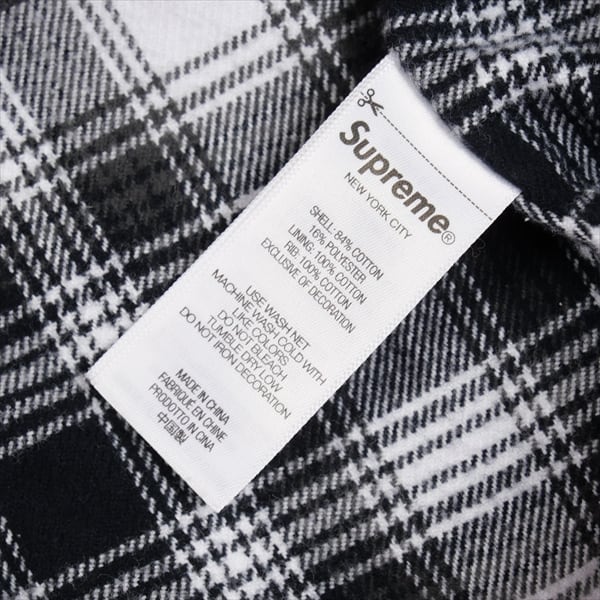 Supreme®
NEW YORK CITY
SHELL: 84% COTTON
16% POLYESTER
LINING: 100% COTTON
RIB: 100% COTTON
EXCLUSIVE OF DECORATION
USE WASH NET
MACHINE WASH COLD WITH
LIKE COLORS
DO NOT BLEACH
TUMBLE DRY LOW
DO NOT IRON DECORATION
MADE IN CHINA
FABRIQUÉ EN CHINE
PRODOTTO IN CINA
中国製